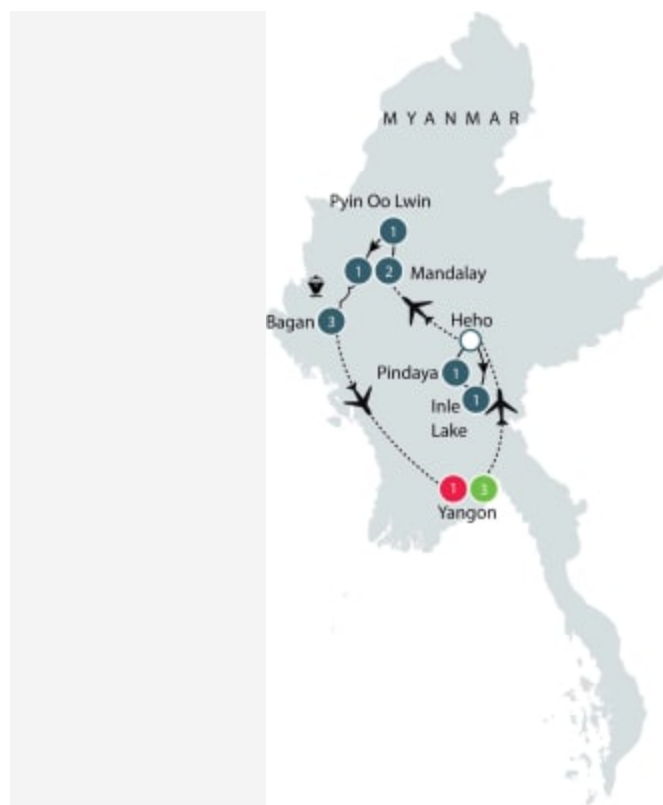 MYANMAR
Pyin Oo Lwin
1
1 2 Mandalay
Bagan 3
Heho
Pindaya 1
Inle 1
Lake
1 3
Yangon